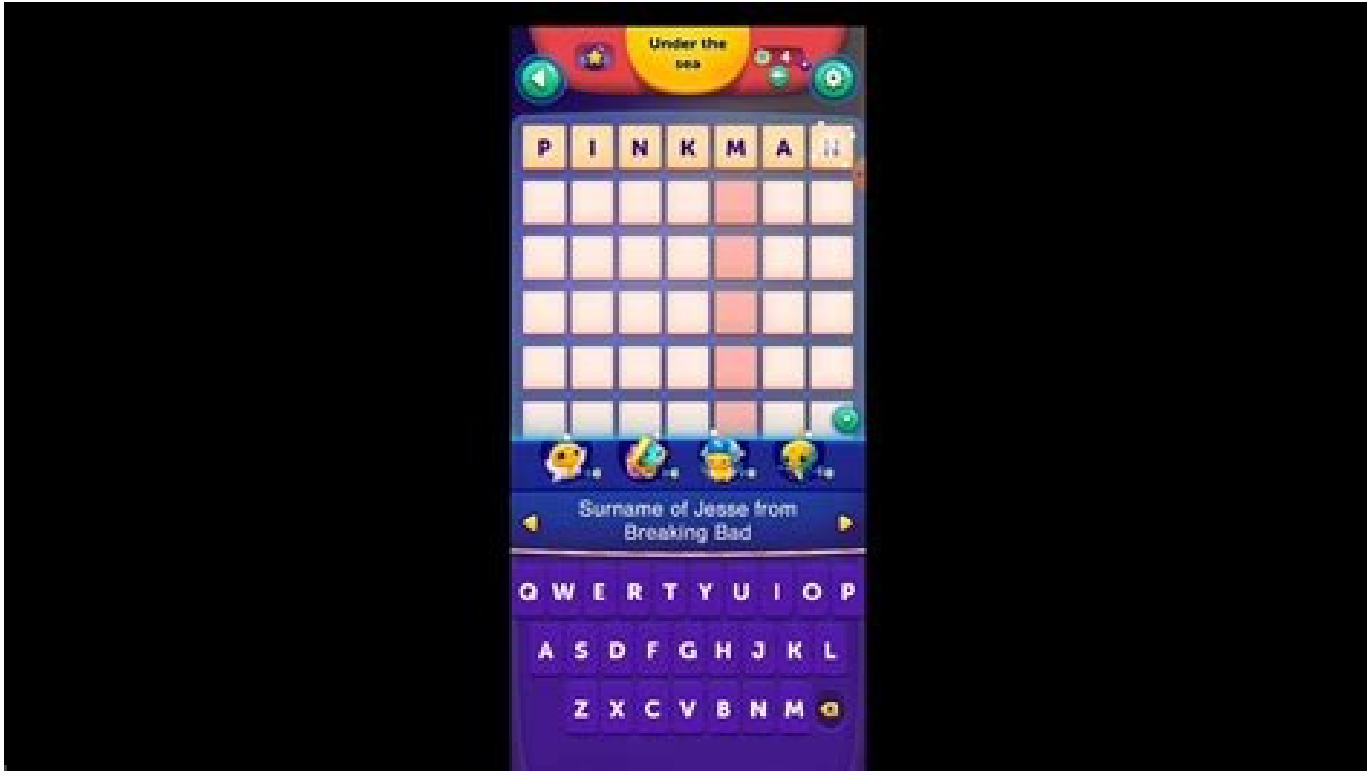 Under the
sea
4
P I N K M A N
Surname of Jesse from
Breaking Bad
Q W E R T Y U I O P
A S D F G H J K L
Z X C V B N M